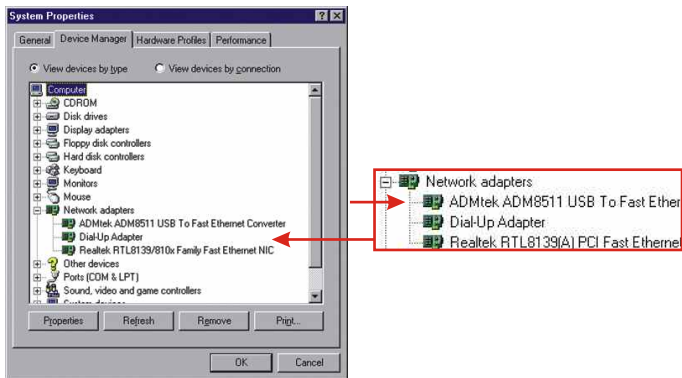 System Properties
General Device Manager Hardware Profiles Performance
View devices by type View devices by connection
Computer
CDROM
Disk drives
Display adapters
Floppy disk controllers
Hard disk controllers
Keyboard
Monitors
Mouse
Network adapters
ADMtek ADM8511 USB To Fast Ethernet Converter
Dial-Up Adapter
Realtek RTL8139/810x Family Fast Ethernet NIC
Other devices
Ports (COM & LPT)
Sound, video and game controllers
System devices
Properties Refresh Remove Print...
OK Cancel
Network adapters
ADMtek ADM8511 USB To Fast Ether
Dial-Up Adapter
Realtek RTL8139(A) PCI Fast Ethernet